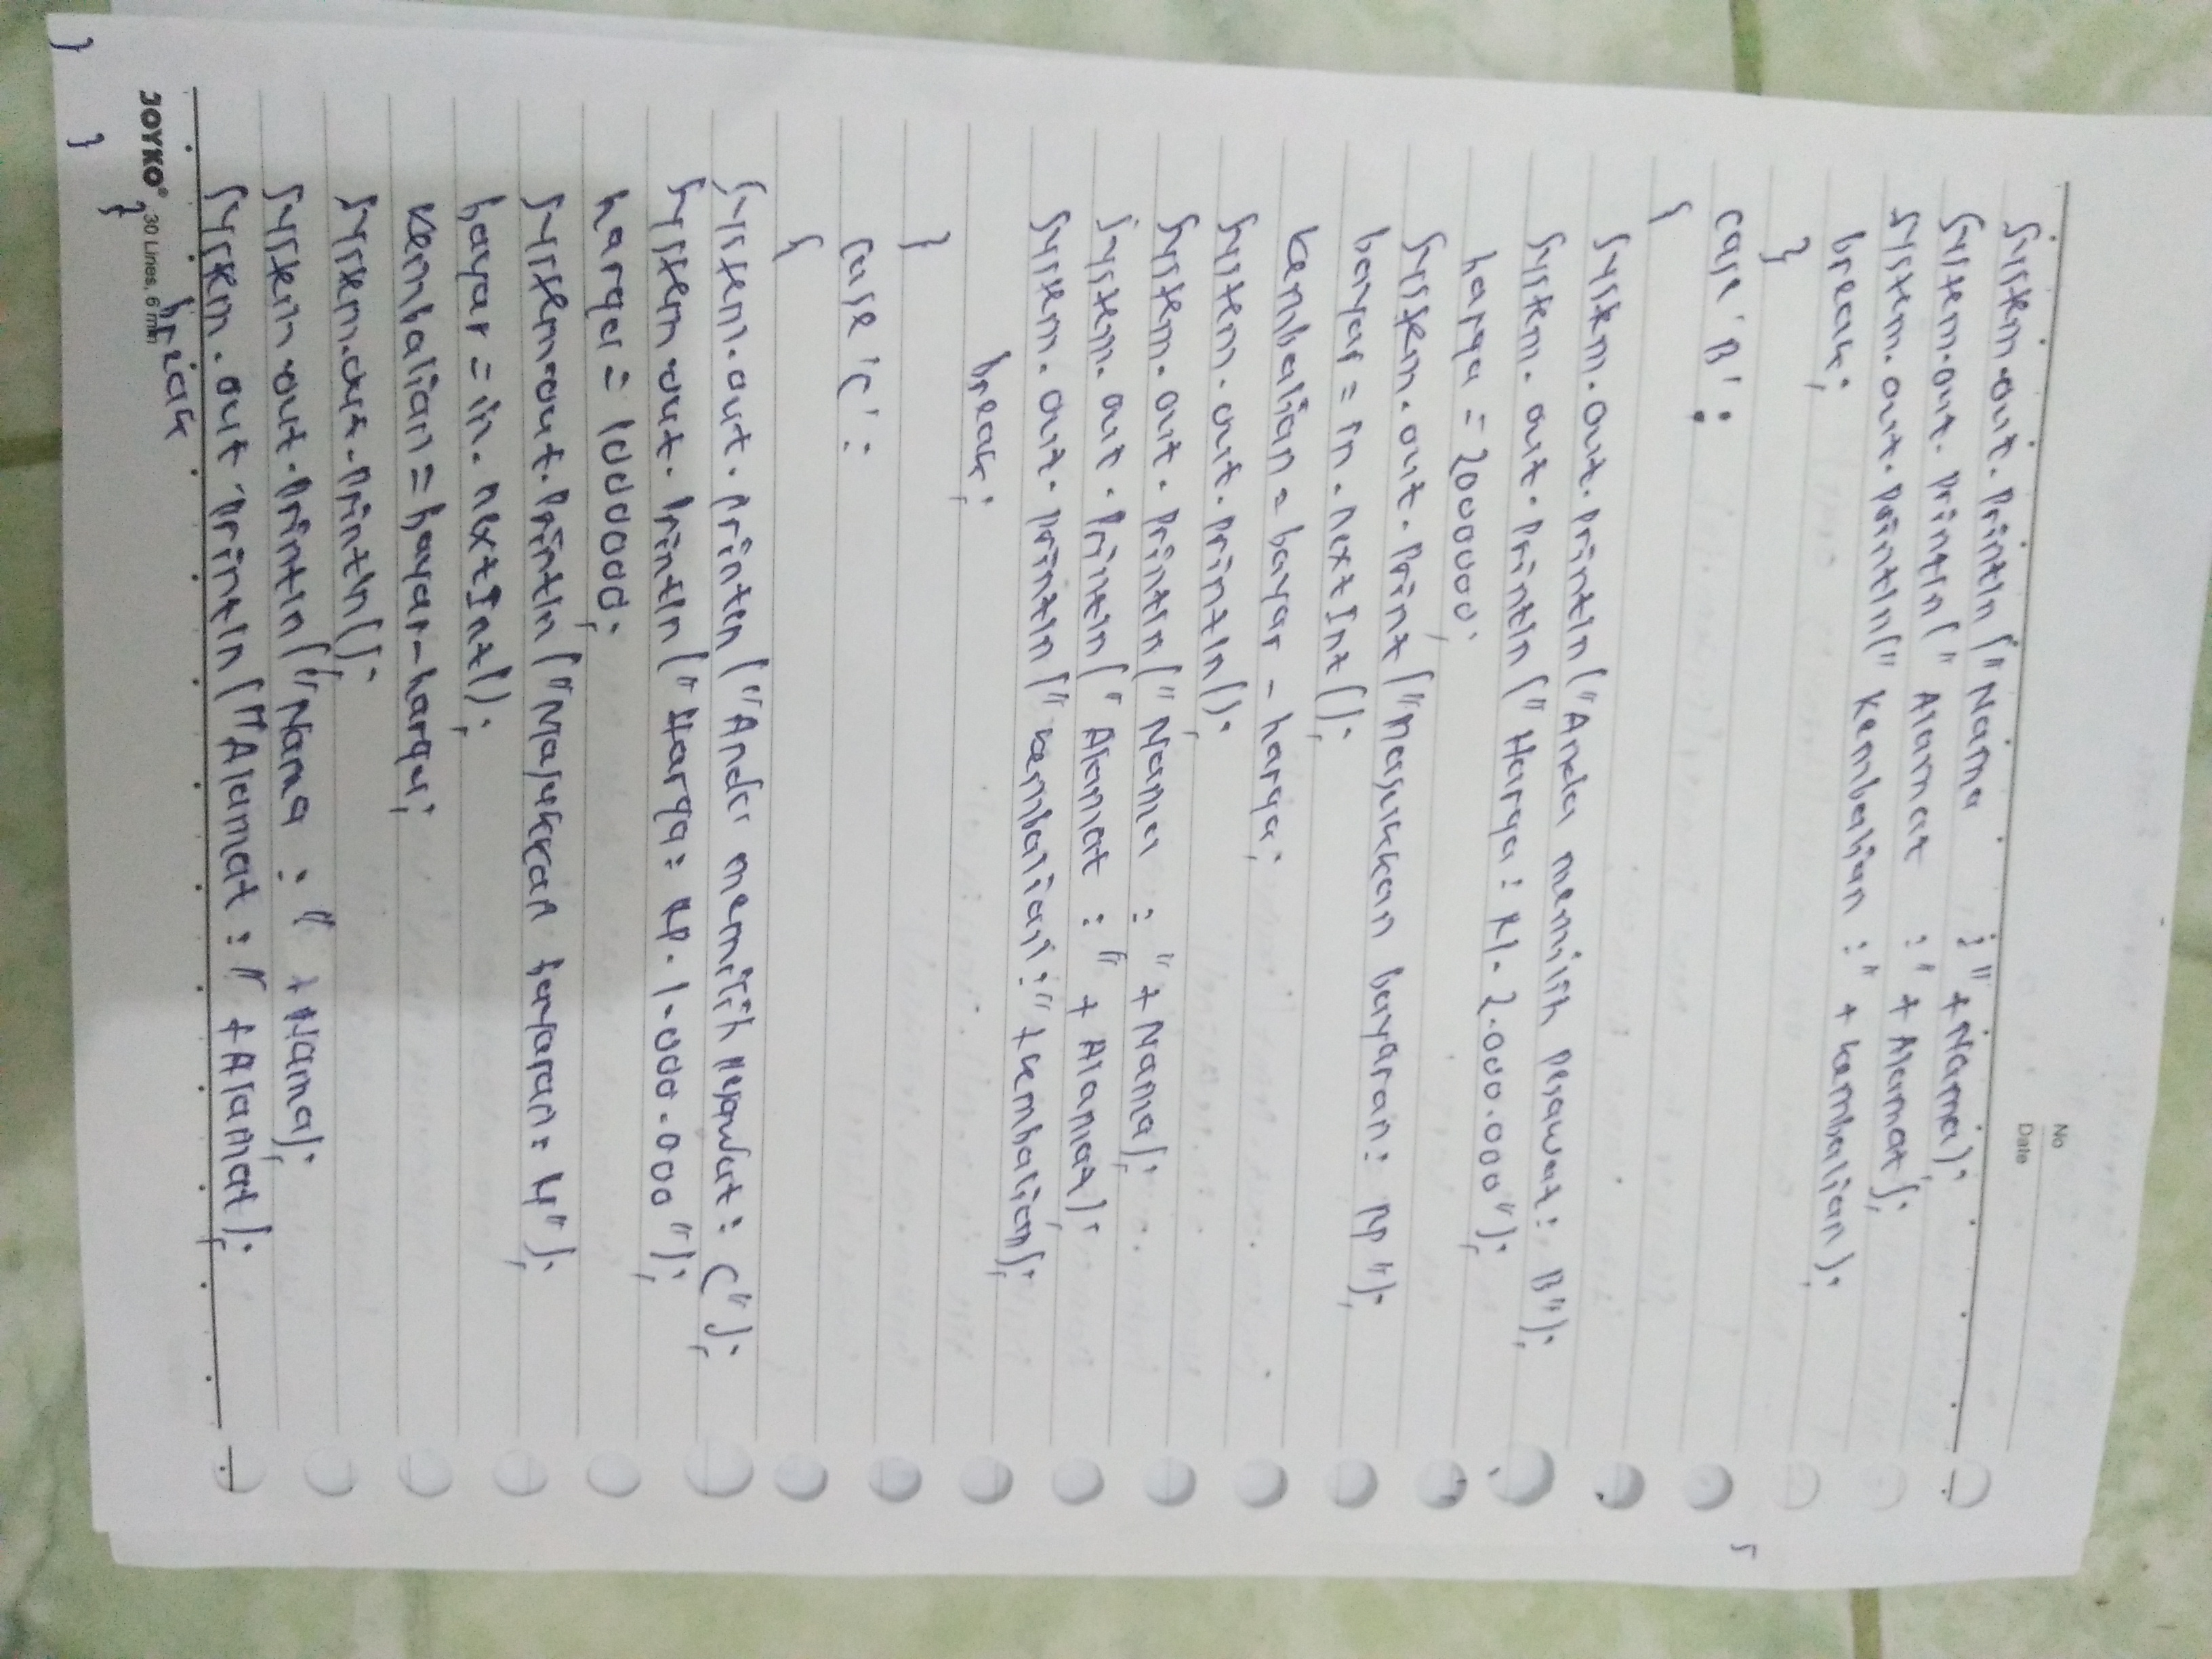 No
Date
System.out.println("Nama : " + Nama);
System.out.println(" Alamat : " + Alamat);
System.out.println(" Kembalian : " + kembalian);
break;
}
case 'B' :
{
System.out.println("Anda memilih pesawat : B");
System.out.println(" Harga : Rp. 2.000.000");
harga = 2000000;
System.out.print("Masukkan bayaran : Rp");
bayar = in.nextInt();
kembalian = bayar - harga;
System.out.println();
System.out.println("Nama : " + Nama);
System.out.println(" Alamat : " + Alamat);
System.out.println(" kembalian : " + kembalian);
break;
}
case 'C' :
{
System.out.println("Anda memilih pesawat : C");
System.out.println("Harga : Rp. 1.000.000");
harga = 1000000;
System.out.println("Masukkan bayaran =
bayar = in.nextInt();
kembalian = bayar - harga;
System.out.println();
System.out.println("Nama : " + Nama);
System.out.println("Alamat : " + Alamat);
break
JOYKO® 30 Lines, 6 mm
}
}
}